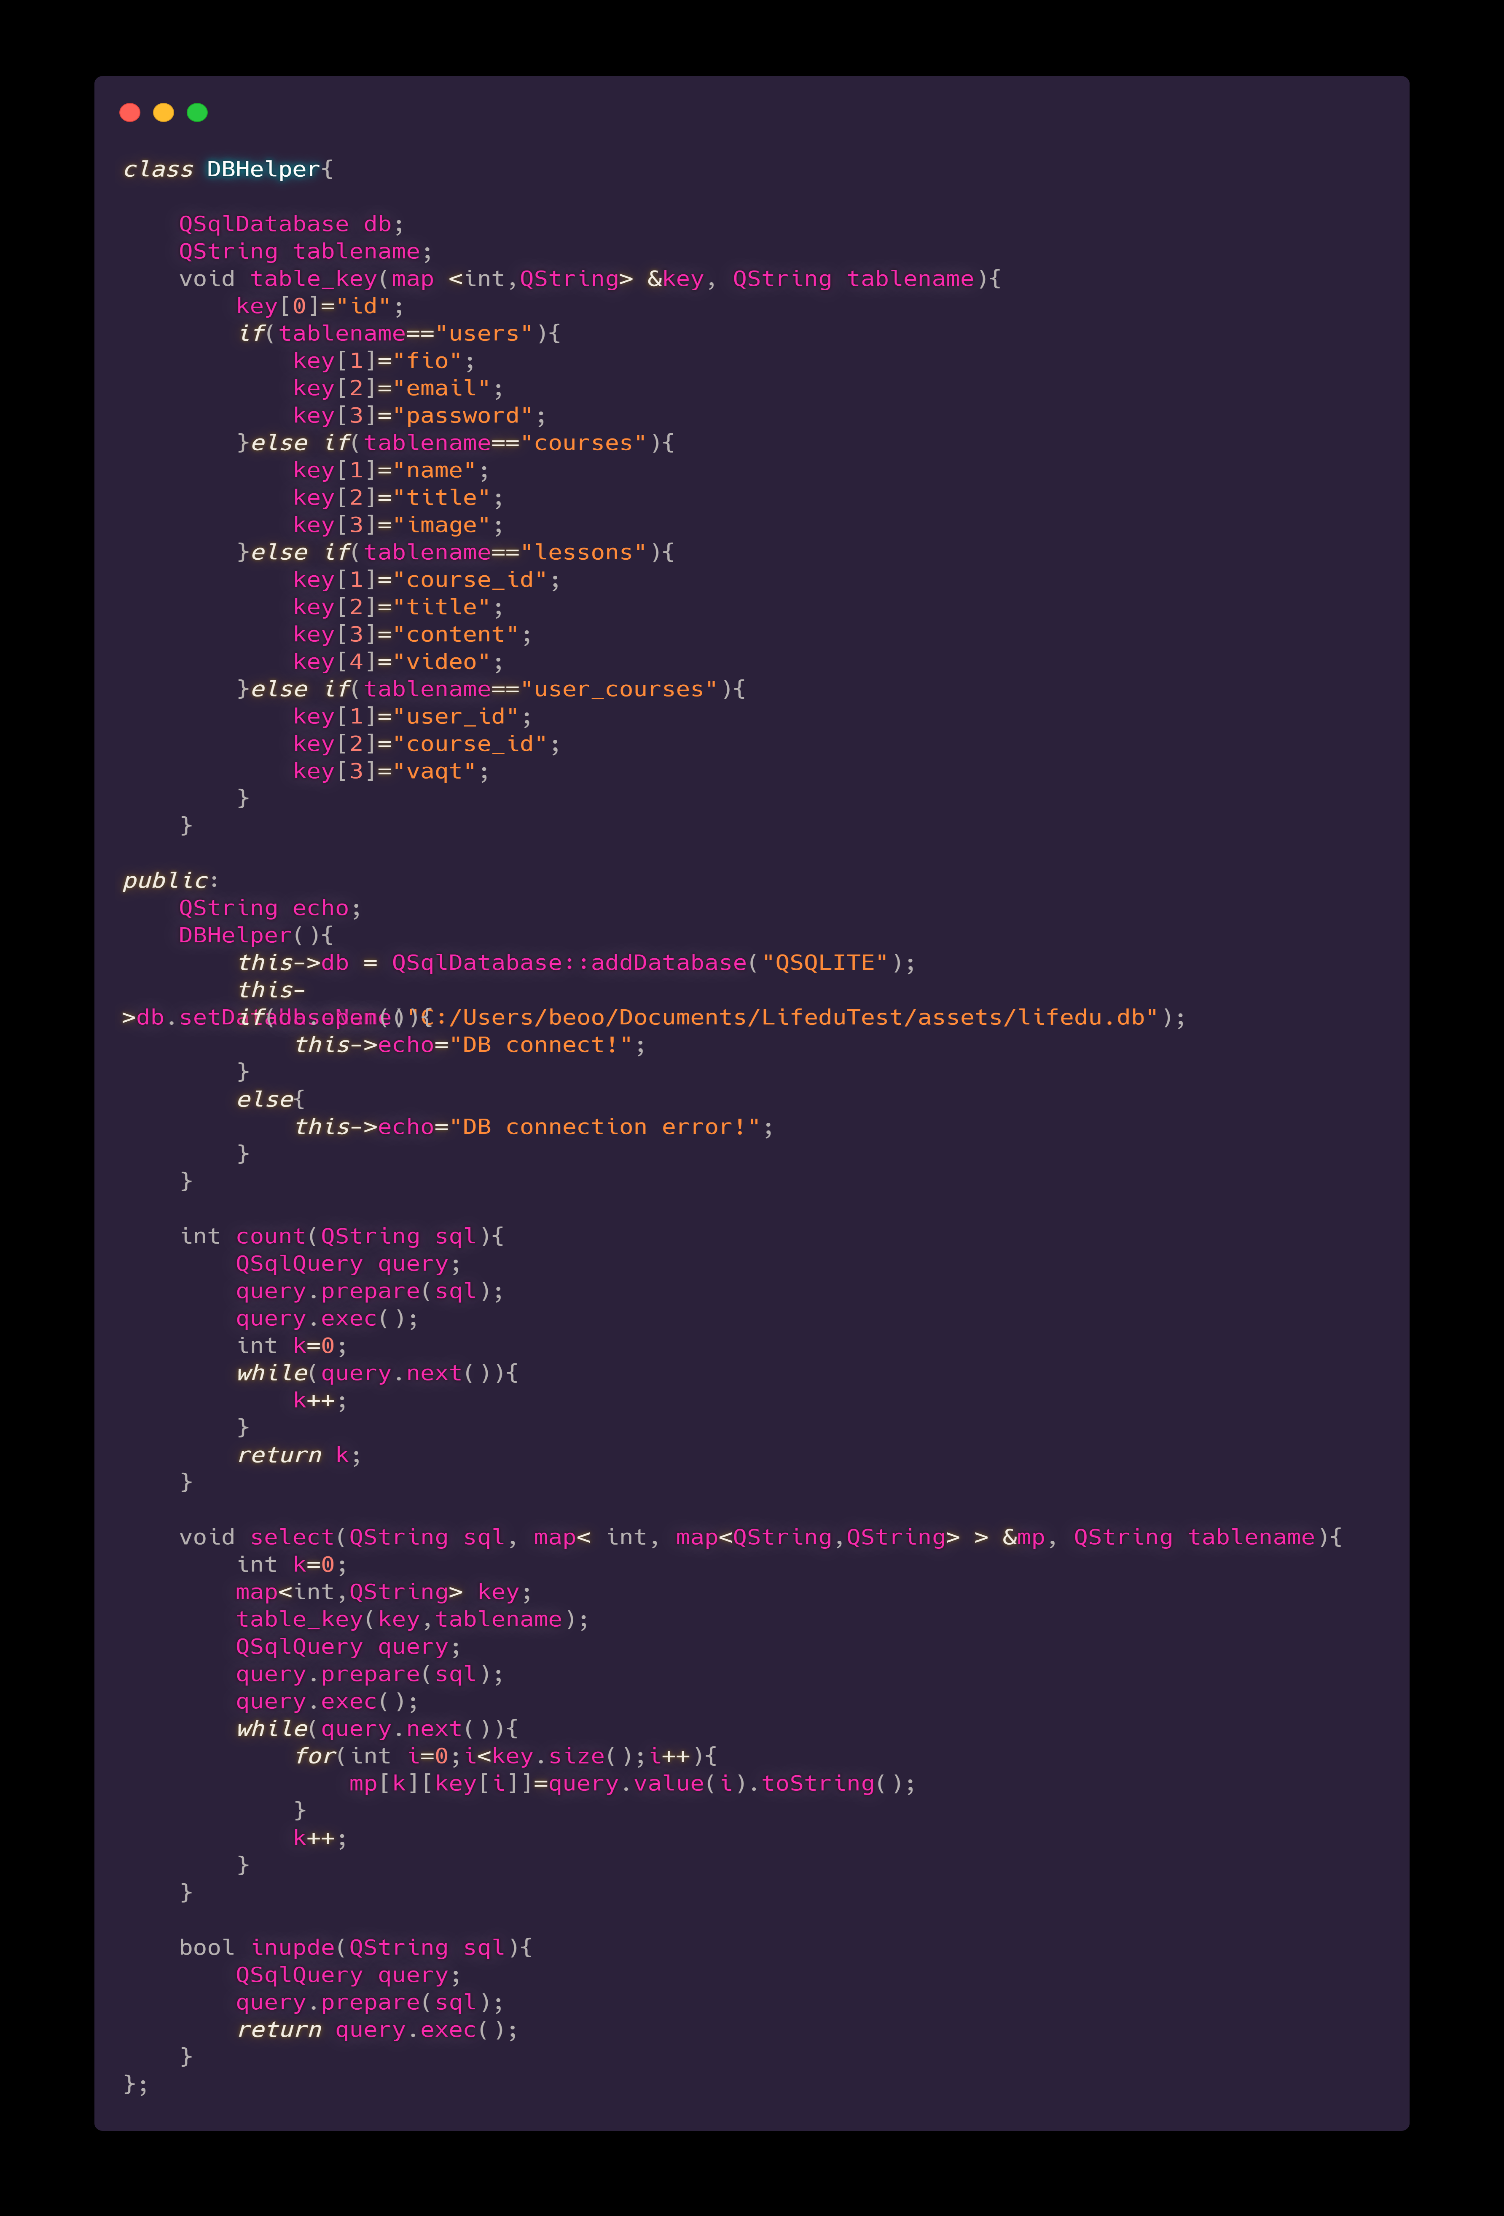 class DBHelper{
    QSqlDatabase db;
    QString tablename;
    void table_key(map <int,QString> &key, QString tablename){
        key[0]="id";
        if(tablename=="users"){
            key[1]="fio";
            key[2]="email";
            key[3]="password";
        }else if(tablename=="courses"){
            key[1]="name";
            key[2]="title";
            key[3]="image";
        }else if(tablename=="lessons"){
            key[1]="course_id";
            key[2]="title";
            key[3]="content";
            key[4]="video";
        }else if(tablename=="user_courses"){
            key[1]="user_id";
            key[2]="course_id";
            key[3]="vaqt";
        }
    }
public:
    QString echo;
    DBHelper(){
        this->db = QSqlDatabase::addDatabase("QSQLITE");
        this-
>db.setDatabaseName("C:/Users/beoo/Documents/LifeduTest/assets/lifedu.db");
        if(db.open()){
            this->echo="DB connect!";
        }
        else{
            this->echo="DB connection error!";
        }
    }
    int count(QString sql){
        QSqlQuery query;
        query.prepare(sql);
        query.exec();
        int k=0;
        while(query.next()){
            k++;
        }
        return k;
    }
    void select(QString sql, map< int, map<QString,QString> > &mp, QString tablename){
        int k=0;
        map<int,QString> key;
        table_key(key,tablename);
        QSqlQuery query;
        query.prepare(sql);
        query.exec();
        while(query.next()){
            for(int i=0;i<key.size();i++){
                mp[k][key[i]]=query.value(i).toString();
            }
            k++;
        }
    }
    bool inupde(QString sql){
        QSqlQuery query;
        query.prepare(sql);
        return query.exec();
    }
};